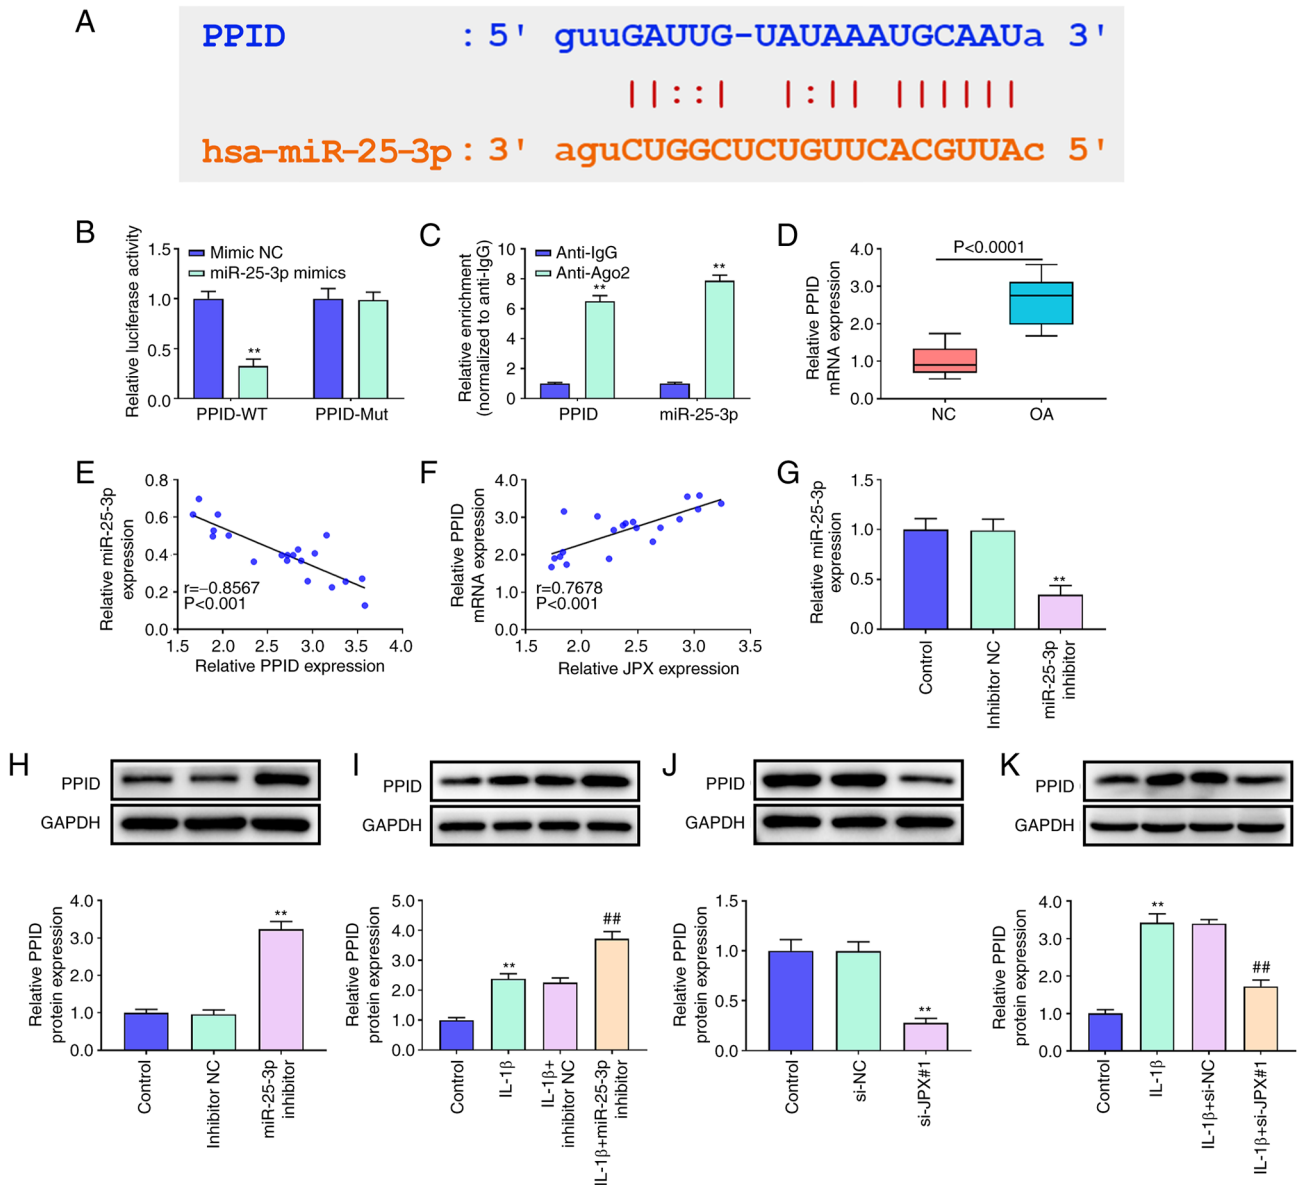 A
PPID : 5' guuGAUUG-UAUAAAUGCAAUa 3'
||::| |:|| ||||||
hsa-miR-25-3p : 3' aguCUGGCUCUGUUCACGUUAc 5'
B
Relative luciferase activity
1.5
1.0
0.5
0.0
Mimic NC
miR-25-3p mimics
**
PPID-WT
PPID-Mut
C
Relative enrichment
(normalized to anti-IgG)
10
8
6
4
2
0
Anti-IgG
Anti-Ago2
**
**
PPID
miR-25-3p
D
Relative PPID
mRNA expression
4.0
3.0
2.0
1.0
0.0
P<0.0001
NC
OA
E
Relative miR-25-3p
expression
0.8
0.6
0.4
0.2
0.0
r=−0.8567
P<0.001
1.5 2.0 2.5 3.0 3.5 4.0
Relative PPID expression
F
Relative PPID
mRNA expression
4.0
3.0
2.0
1.0
0.0
r=0.7678
P<0.001
1.5 2.0 2.5 3.0 3.5
Relative JPX expression
G
Relative miR-25-3p
expression
1.5
1.0
0.5
0.0
**
Control
Inhibitor NC
miR-25-3p
inhibitor
H
PPID
GAPDH
Relative PPID
protein expression
4.0
3.0
2.0
1.0
0.0
**
Control
Inhibitor NC
miR-25-3p
inhibitor
I
PPID
GAPDH
Relative PPID
protein expression
5.0
4.0
3.0
2.0
1.0
0.0
**
##
Control
IL-1β
IL-1β+
inhibitor NC
IL-1β+miR-25-3p
inhibitor
J
PPID
GAPDH
Relative PPID
protein expression
1.5
1.0
0.5
0.0
**
Control
si-NC
si-JPX#1
K
PPID
GAPDH
Relative PPID
protein expression
4.0
3.0
2.0
1.0
0.0
**
##
Control
IL-1β
IL-1β+si-NC
IL-1β+si-JPX#1